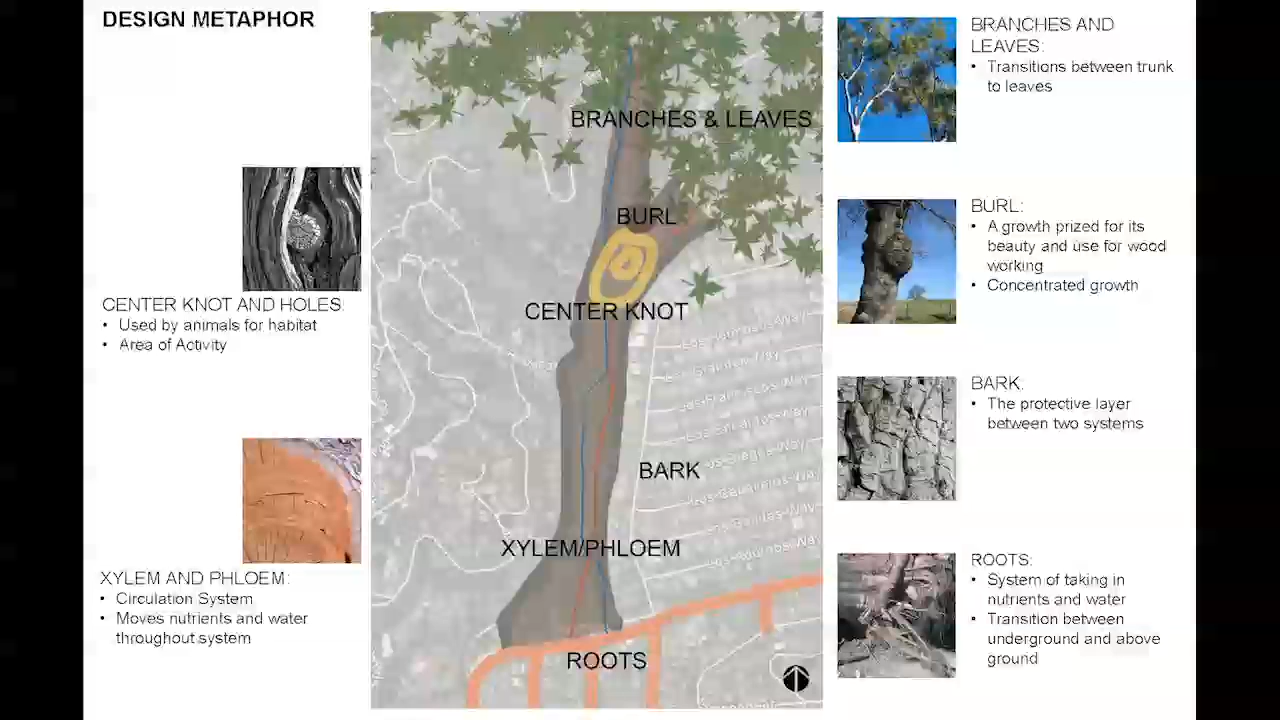 DESIGN METAPHOR
CENTER KNOT AND HOLES
• Used by animals for habitat
• Area of Activity
XYLEM AND PHLOEM:
• Circulation System
• Moves nutrients and water
throughout system
BRANCHES & LEAVES
BURL
CENTER KNOT
BARK
XYLEM/PHLOEM
ROOTS
BRANCHES AND
LEAVES:
• Transitions between trunk
to leaves
BURL:
• A growth prized for its
beauty and use for wood
working
• Concentrated growth
BARK:
• The protective layer
between two systems
ROOTS:
• System of taking in
nutrients and water
• Transition between
underground and above
ground